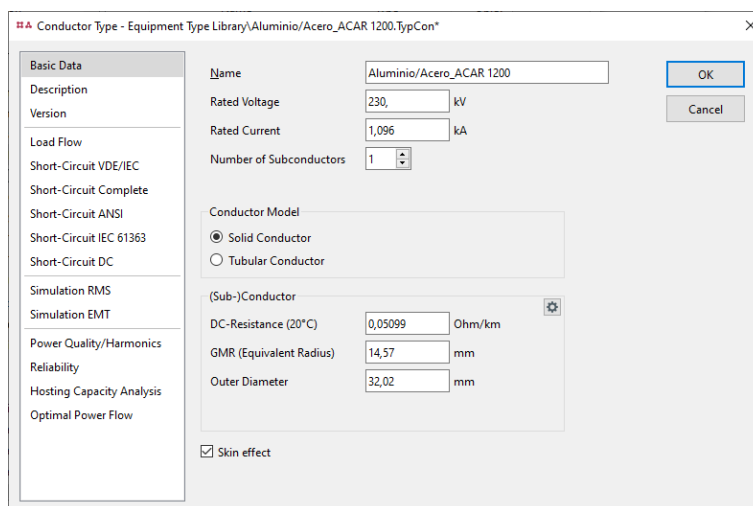 Conductor Type - Equipment Type Library\Aluminio/Acero_ACAR 1200.TypCon*
Basic Data
Description
Version
Load Flow
Short-Circuit VDE/IEC
Short-Circuit Complete
Short-Circuit ANSI
Short-Circuit IEC 61363
Short-Circuit DC
Simulation RMS
Simulation EMT
Power Quality/Harmonics
Reliability
Hosting Capacity Analysis
Optimal Power Flow
Name Aluminio/Acero_ACAR 1200
Rated Voltage 230, kV
Rated Current 1,096 kA
Number of Subconductors 1
Conductor Model
Solid Conductor
Tubular Conductor
(Sub-)Conductor
DC-Resistance (20°C) 0,05099 Ohm/km
GMR (Equivalent Radius) 14,57 mm
Outer Diameter 32,02 mm
Skin effect
OK
Cancel